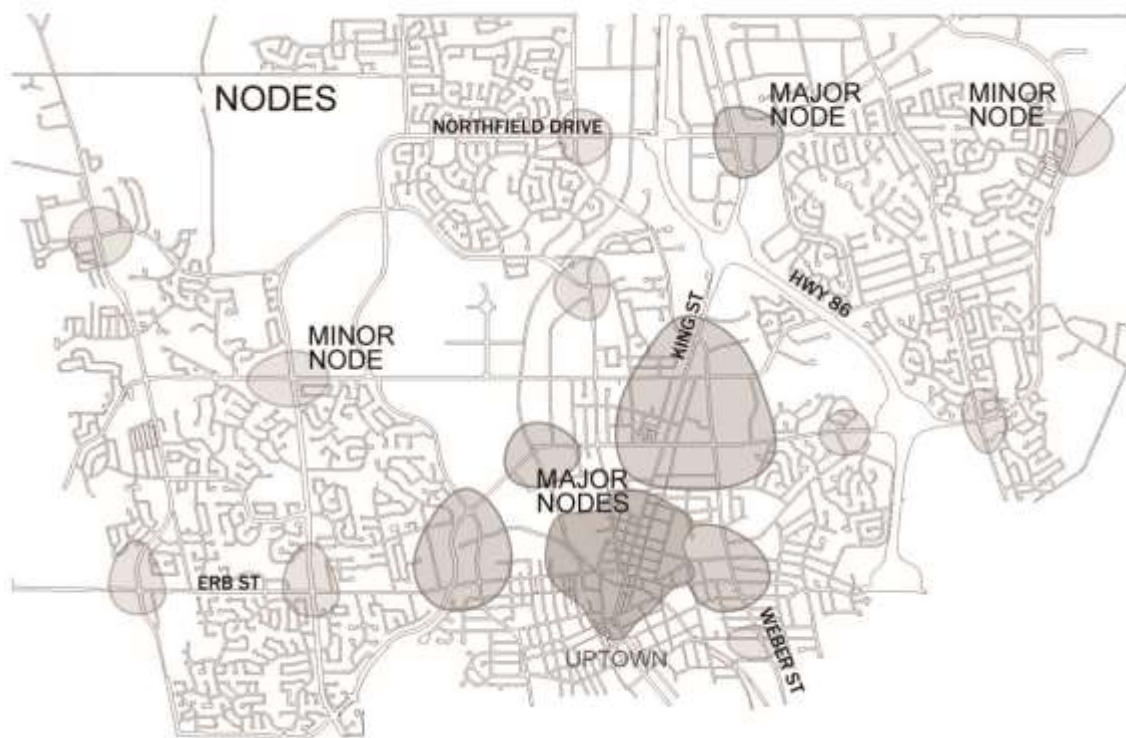 NODES
MAJOR
NODE
MINOR
NODE
NORTHFIELD DRIVE
HWY 86
KING ST
MINOR
NODE
MAJOR
NODES
ERB ST
WEBER ST
UPTOWN